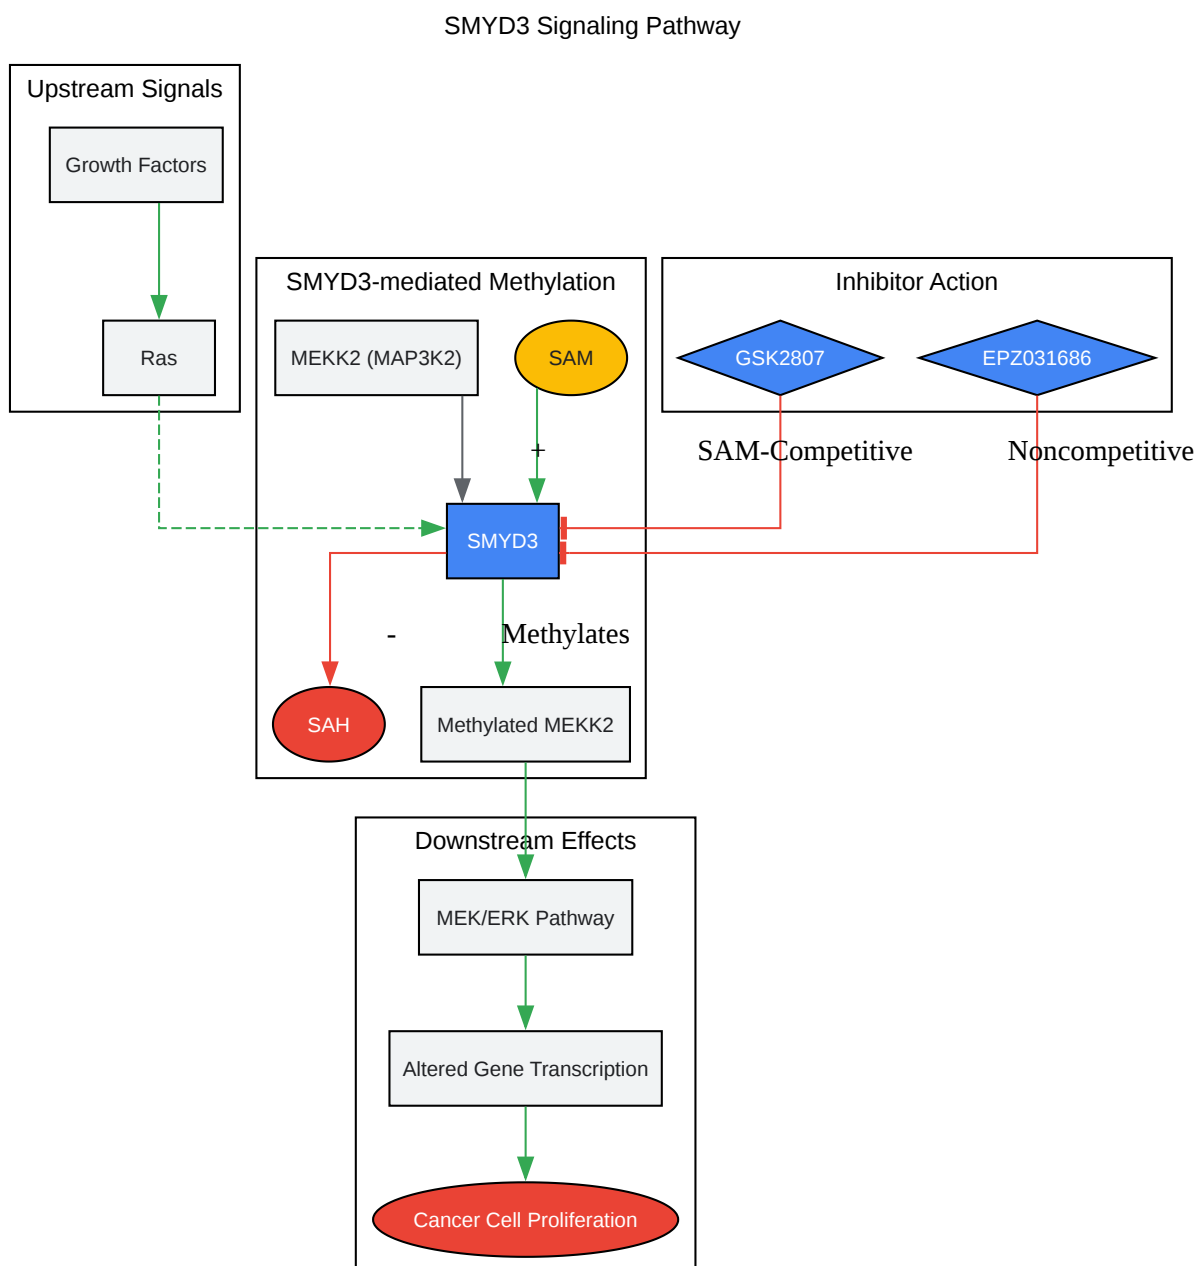 SMYD3 Signaling Pathway
Upstream Signals
Growth Factors
Ras
SMYD3-mediated Methylation
MEKK2 (MAP3K2)
SAM
+
SMYD3
-
Methylates
SAH
Methylated MEKK2
Inhibitor Action
GSK2807
EPZ031686
SAM-Competitive
Noncompetitive
Downstream Effects
MEK/ERK Pathway
Altered Gene Transcription
Cancer Cell Proliferation